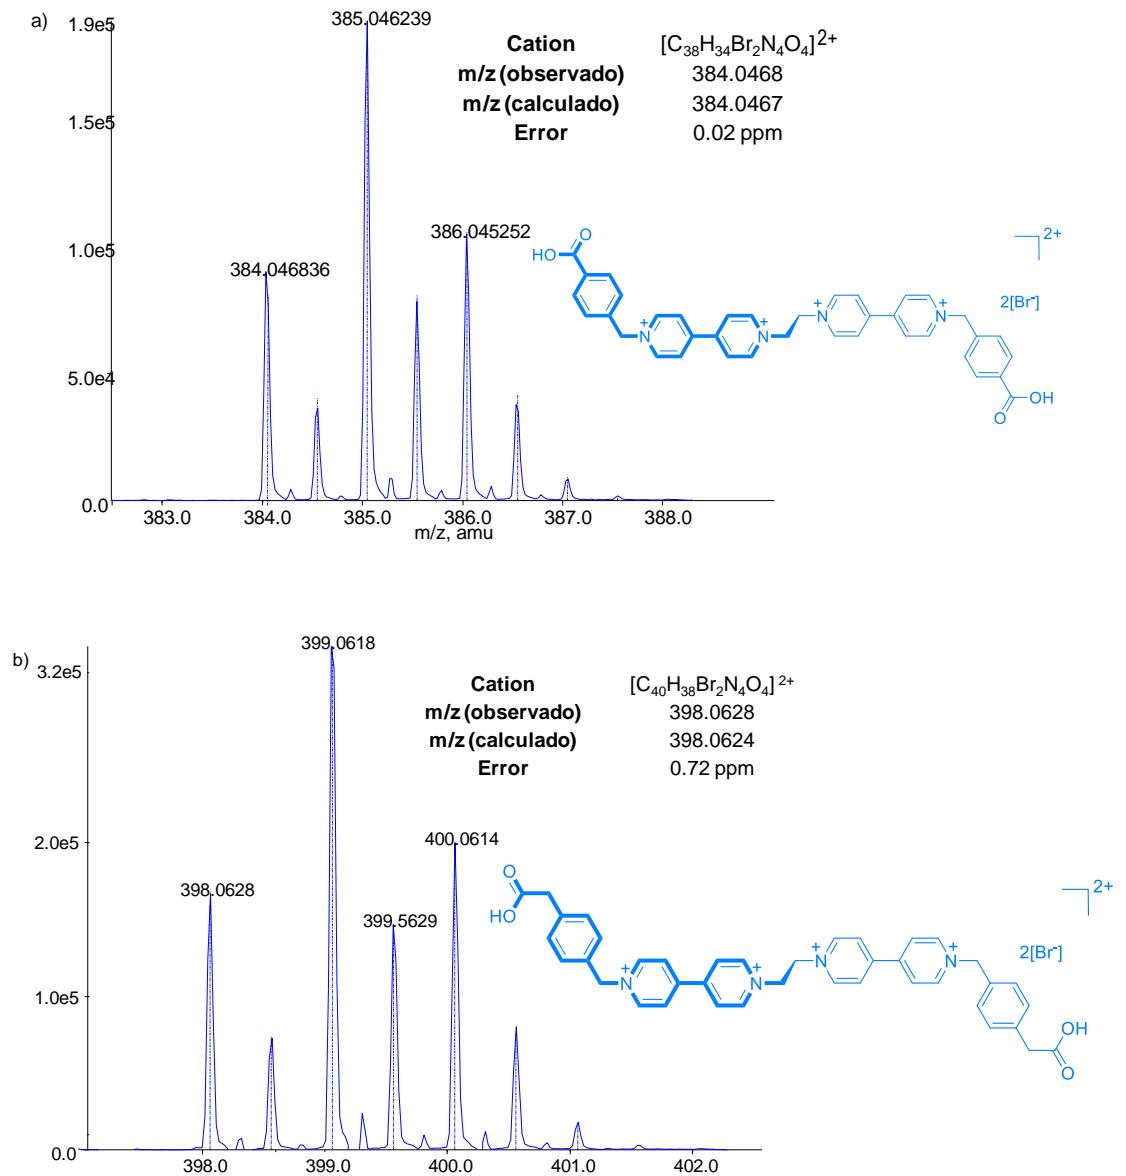 a)
1.9e5
1.5e5
1.0e5
5.0e4
0.0
385.046239
384.046836
386.045252
Cation [C₃₈H₃₄Br₂N₄O₄]²⁺
m/z (observado) 384.0468
m/z (calculado) 384.0467
Error 0.02 ppm
O
HO
N⁺
N⁺
N⁺
N⁺
OH
O
2+
2[Br⁻]
383.0 384.0 385.0 386.0 387.0 388.0
m/z, amu
b)
3.2e5
2.0e5
1.0e5
0.0
399.0618
398.0628
399.5629
400.0614
Cation [C₄₀H₃₈Br₂N₄O₄]²⁺
m/z (observado) 398.0628
m/z (calculado) 398.0624
Error 0.72 ppm
O
HO
N⁺
N⁺
N⁺
N⁺
OH
O
2+
2[Br⁻]
398.0 399.0 400.0 401.0 402.0